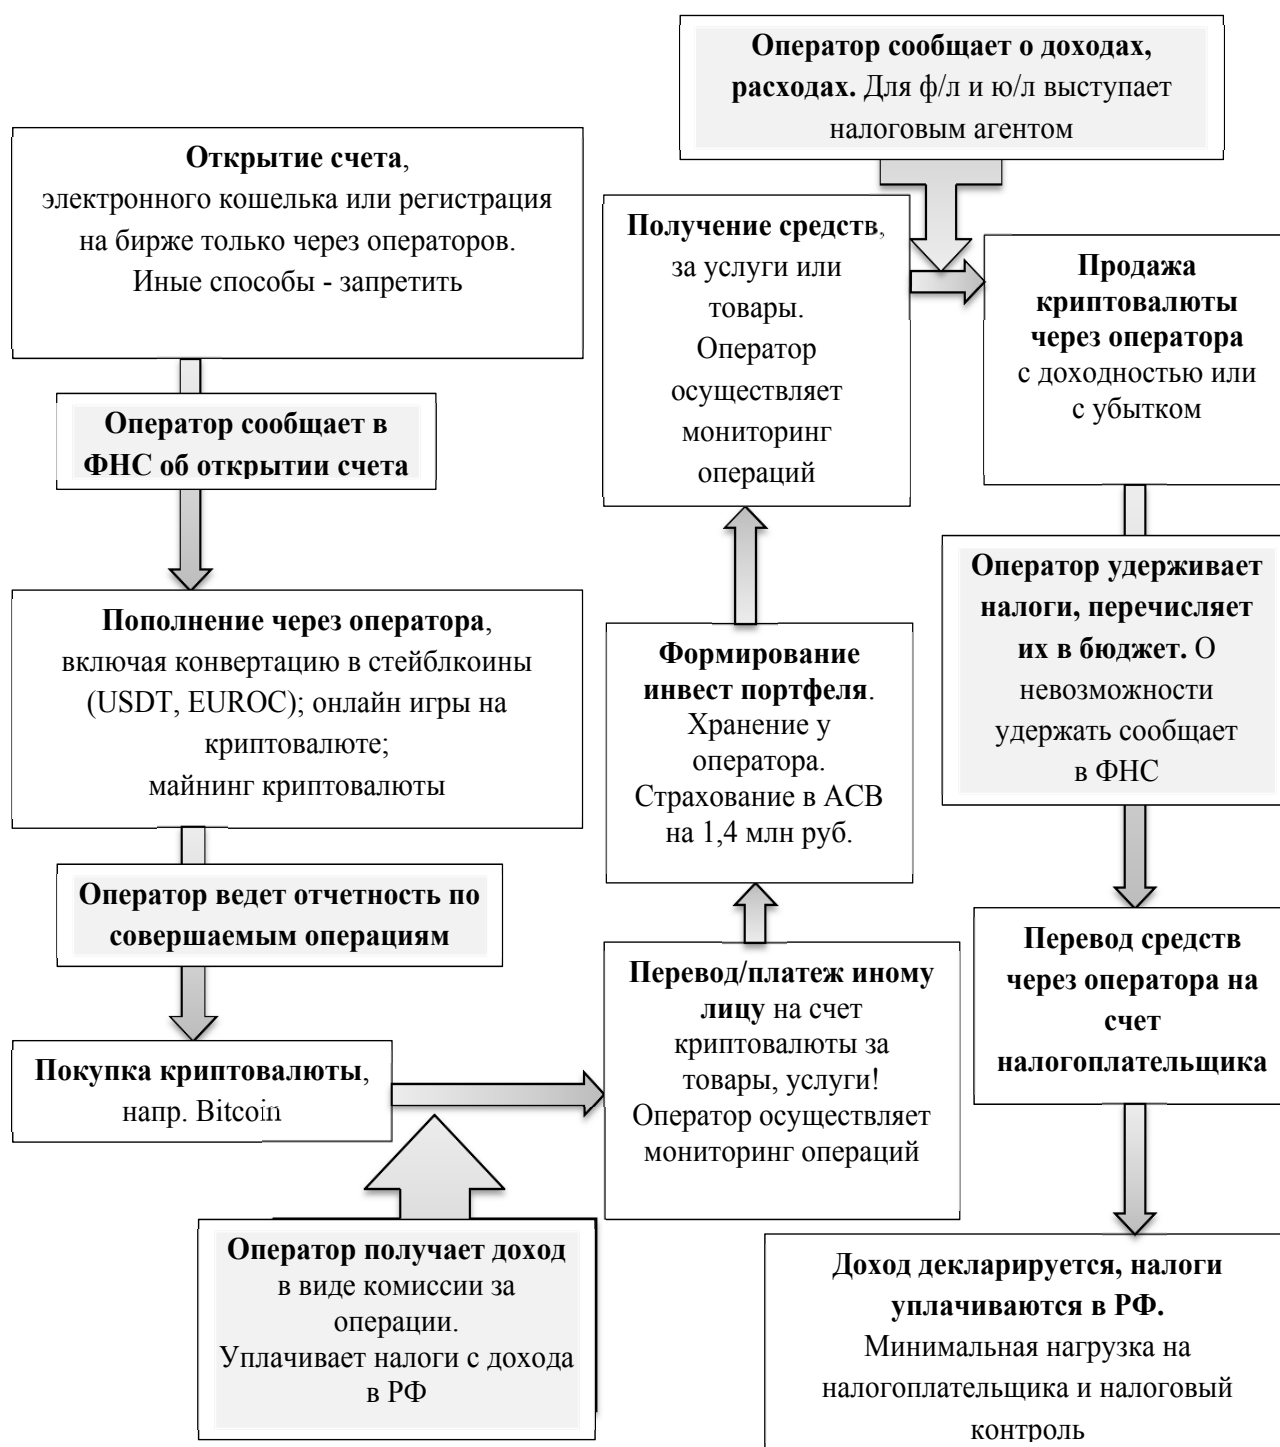 Открытие счета,
электронного кошелька или регистрация
на бирже только через операторов.
Иные способы - запретить
Оператор сообщает в
ФНС об открытии счета
Пополнение через оператора,
включая конвертацию в стейблкоины
(USDT, EUROC); онлайн игры на
криптовалюте;
майнинг криптовалюты
Оператор ведет отчетность по
совершаемым операциям
Покупка криптовалюты,
напр. Bitcoin
Оператор получает доход
в виде комиссии за
операции.
Уплачивает налоги с дохода
в РФ
Перевод/платеж иному
лицу на счет
криптовалюты за
товары, услуги!
Оператор осуществляет
мониторинг операций
Формирование
инвест портфеля.
Хранение у
оператора.
Страхование в АСВ
на 1,4 млн руб.
Получение средств,
за услуги или
товары.
Оператор
осуществляет
мониторинг
операций
Оператор сообщает о доходах,
расходах. Для ф/л и ю/л выступает
налоговым агентом
Продажа
криптовалюты
через оператора
с доходностью или
с убытком
Оператор удерживает
налоги, перечисляет
их в бюджет. О
невозможности
удержать сообщает
в ФНС
Перевод средств
через оператора на
счет
налогоплательщика
Доход декларируется, налоги
уплачиваются в РФ.
Минимальная нагрузка на
налогоплательщика и налоговый
контроль